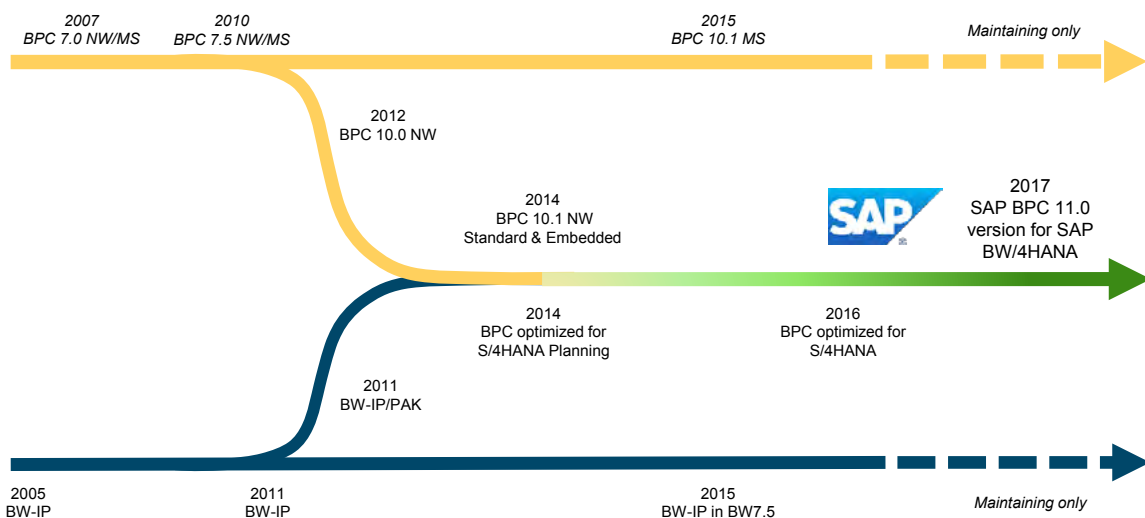 2007
BPC 7.0 NW/MS
2010
BPC 7.5 NW/MS
2015
BPC 10.1 MS
Maintaining only
2012
BPC 10.0 NW
2014
BPC 10.1 NW
Standard & Embedded
SAP
®
2017
SAP BPC 11.0
version for SAP
BW/4HANA
2014
BPC optimized for
S/4HANA Planning
2016
BPC optimized for
S/4HANA
2011
BW-IP/PAK
2005
BW-IP
2011
BW-IP
2015
BW-IP in BW7.5
Maintaining only